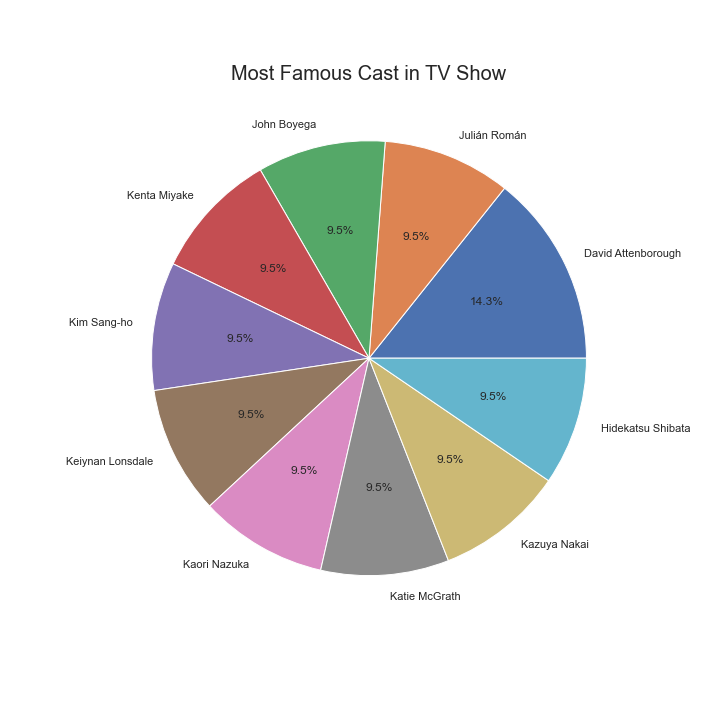 Most Famous Cast in TV Show
John Boyega
Julián Román
Kenta Miyake
David Attenborough
Kim Sang-ho
Keiynan Lonsdale
Hidekatsu Shibata
Kaori Nazuka
Kazuya Nakai
Katie McGrath
14.3%
9.5%
9.5%
9.5%
9.5%
9.5%
9.5%
9.5%
9.5%
9.5%